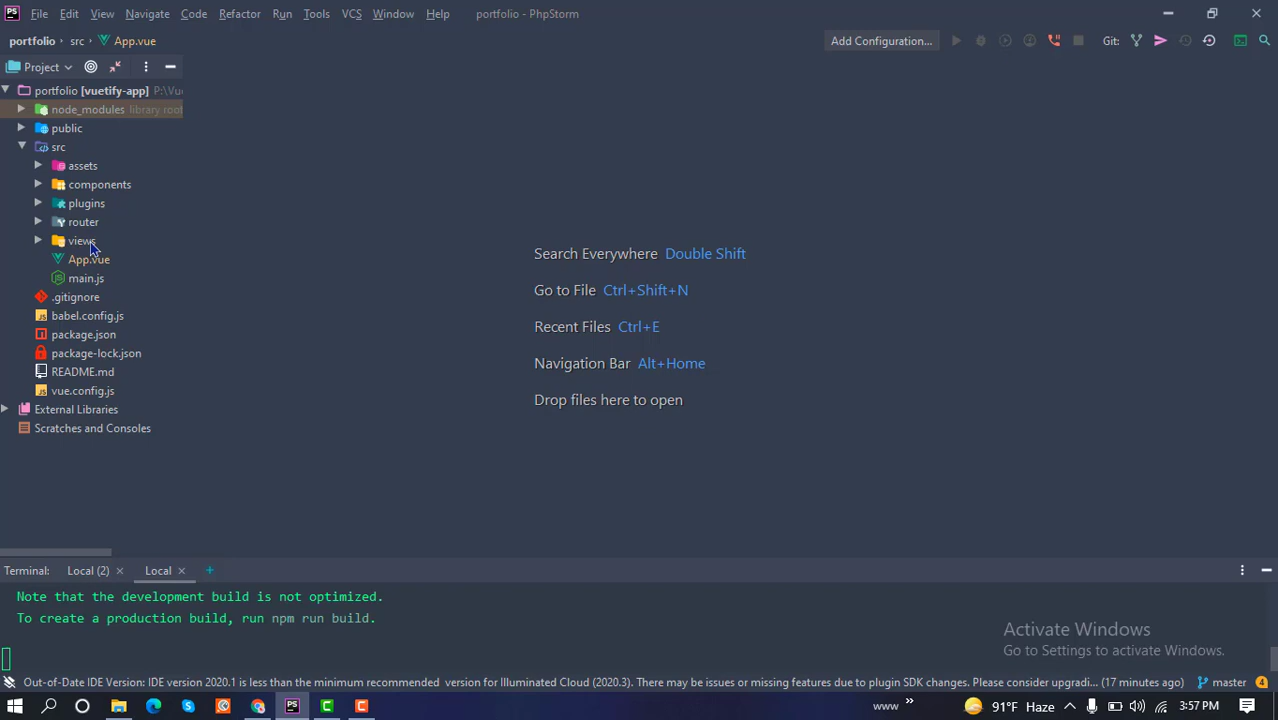 File Edit View Navigate Code Refactor Run Tools VCS Window Help portfolio - PhpStorm
portfolio src App.vue Add Configuration... Git:
Project
portfolio [vuetify-app] P:\Vu
node_modules library root
public
src
assets
components
plugins
router
views
App.vue
main.js
.gitignore
babel.config.js
package.json
package-lock.json
README.md
vue.config.js
External Libraries
Scratches and Consoles
Search Everywhere Double Shift
Go to File Ctrl+Shift+N
Recent Files Ctrl+E
Navigation Bar Alt+Home
Drop files here to open
Terminal: Local (2) Local
Note that the development build is not optimized.
To create a production build, run npm run build.
Activate Windows
Go to Settings to activate Windows.
Out-of-Date IDE Version: IDE version 2020.1 is less than the minimum recommended version for Illuminated Cloud (2020.3). There may be issues or missing features due to plugin SDK changes. Please consider upgradi... (17 minutes ago) master 4
www » 91°F Haze 3:57 PM